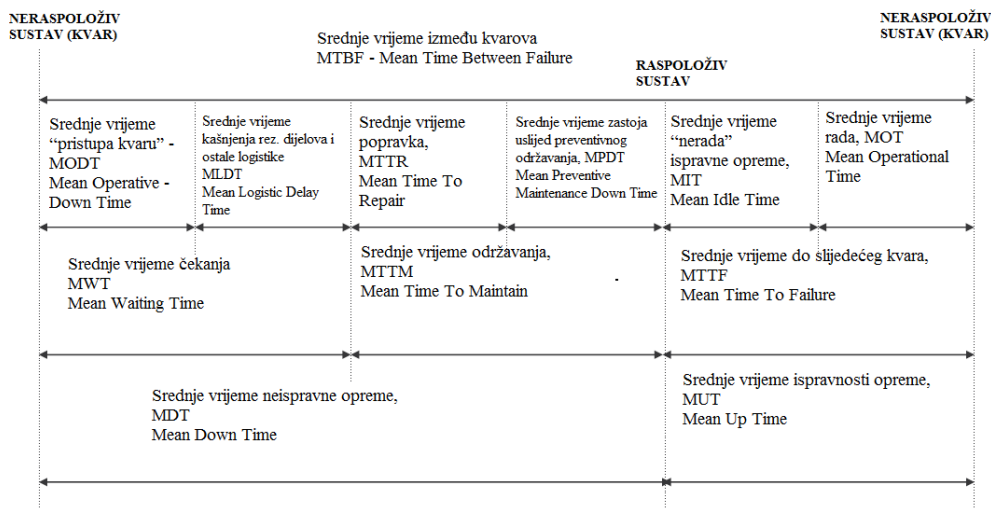 NERASPOLOŽIV
SUSTAV (KVAR)
NERASPOLOŽIV
SUSTAV (KVAR)
Srednje vrijeme između kvarova
MTBF - Mean Time Between Failure
RASPOLOŽIV
SUSTAV
Srednje vrijeme
“pristupa kvaru” -
MODT
Mean Operative -
Down Time
Srednje vrijeme
kašnjenja rez. dijelova i
ostale logistike
MLDT
Mean Logistic Delay
Time
Srednje vrijeme
popravka,
MTTR
Mean Time To
Repair
Srednje vrijeme zastoja
uslijed preventivnog
održavanja, MPDT
Mean Preventive
Maintenance Down Time
Srednje vrijeme
“nerada”
ispravne opreme,
MIT
Mean Idle Time
Srednje vrijeme
rada, MOT
Mean Operational
Time
Srednje vrijeme čekanja
MWT
Mean Waiting Time
Srednje vrijeme održavanja,
MTTM
Mean Time To Maintain
-
Srednje vrijeme do slijedećeg kvara,
MTTF
Mean Time To Failure
Srednje vrijeme neispravne opreme,
MDT
Mean Down Time
Srednje vrijeme ispravnosti opreme,
MUT
Mean Up Time